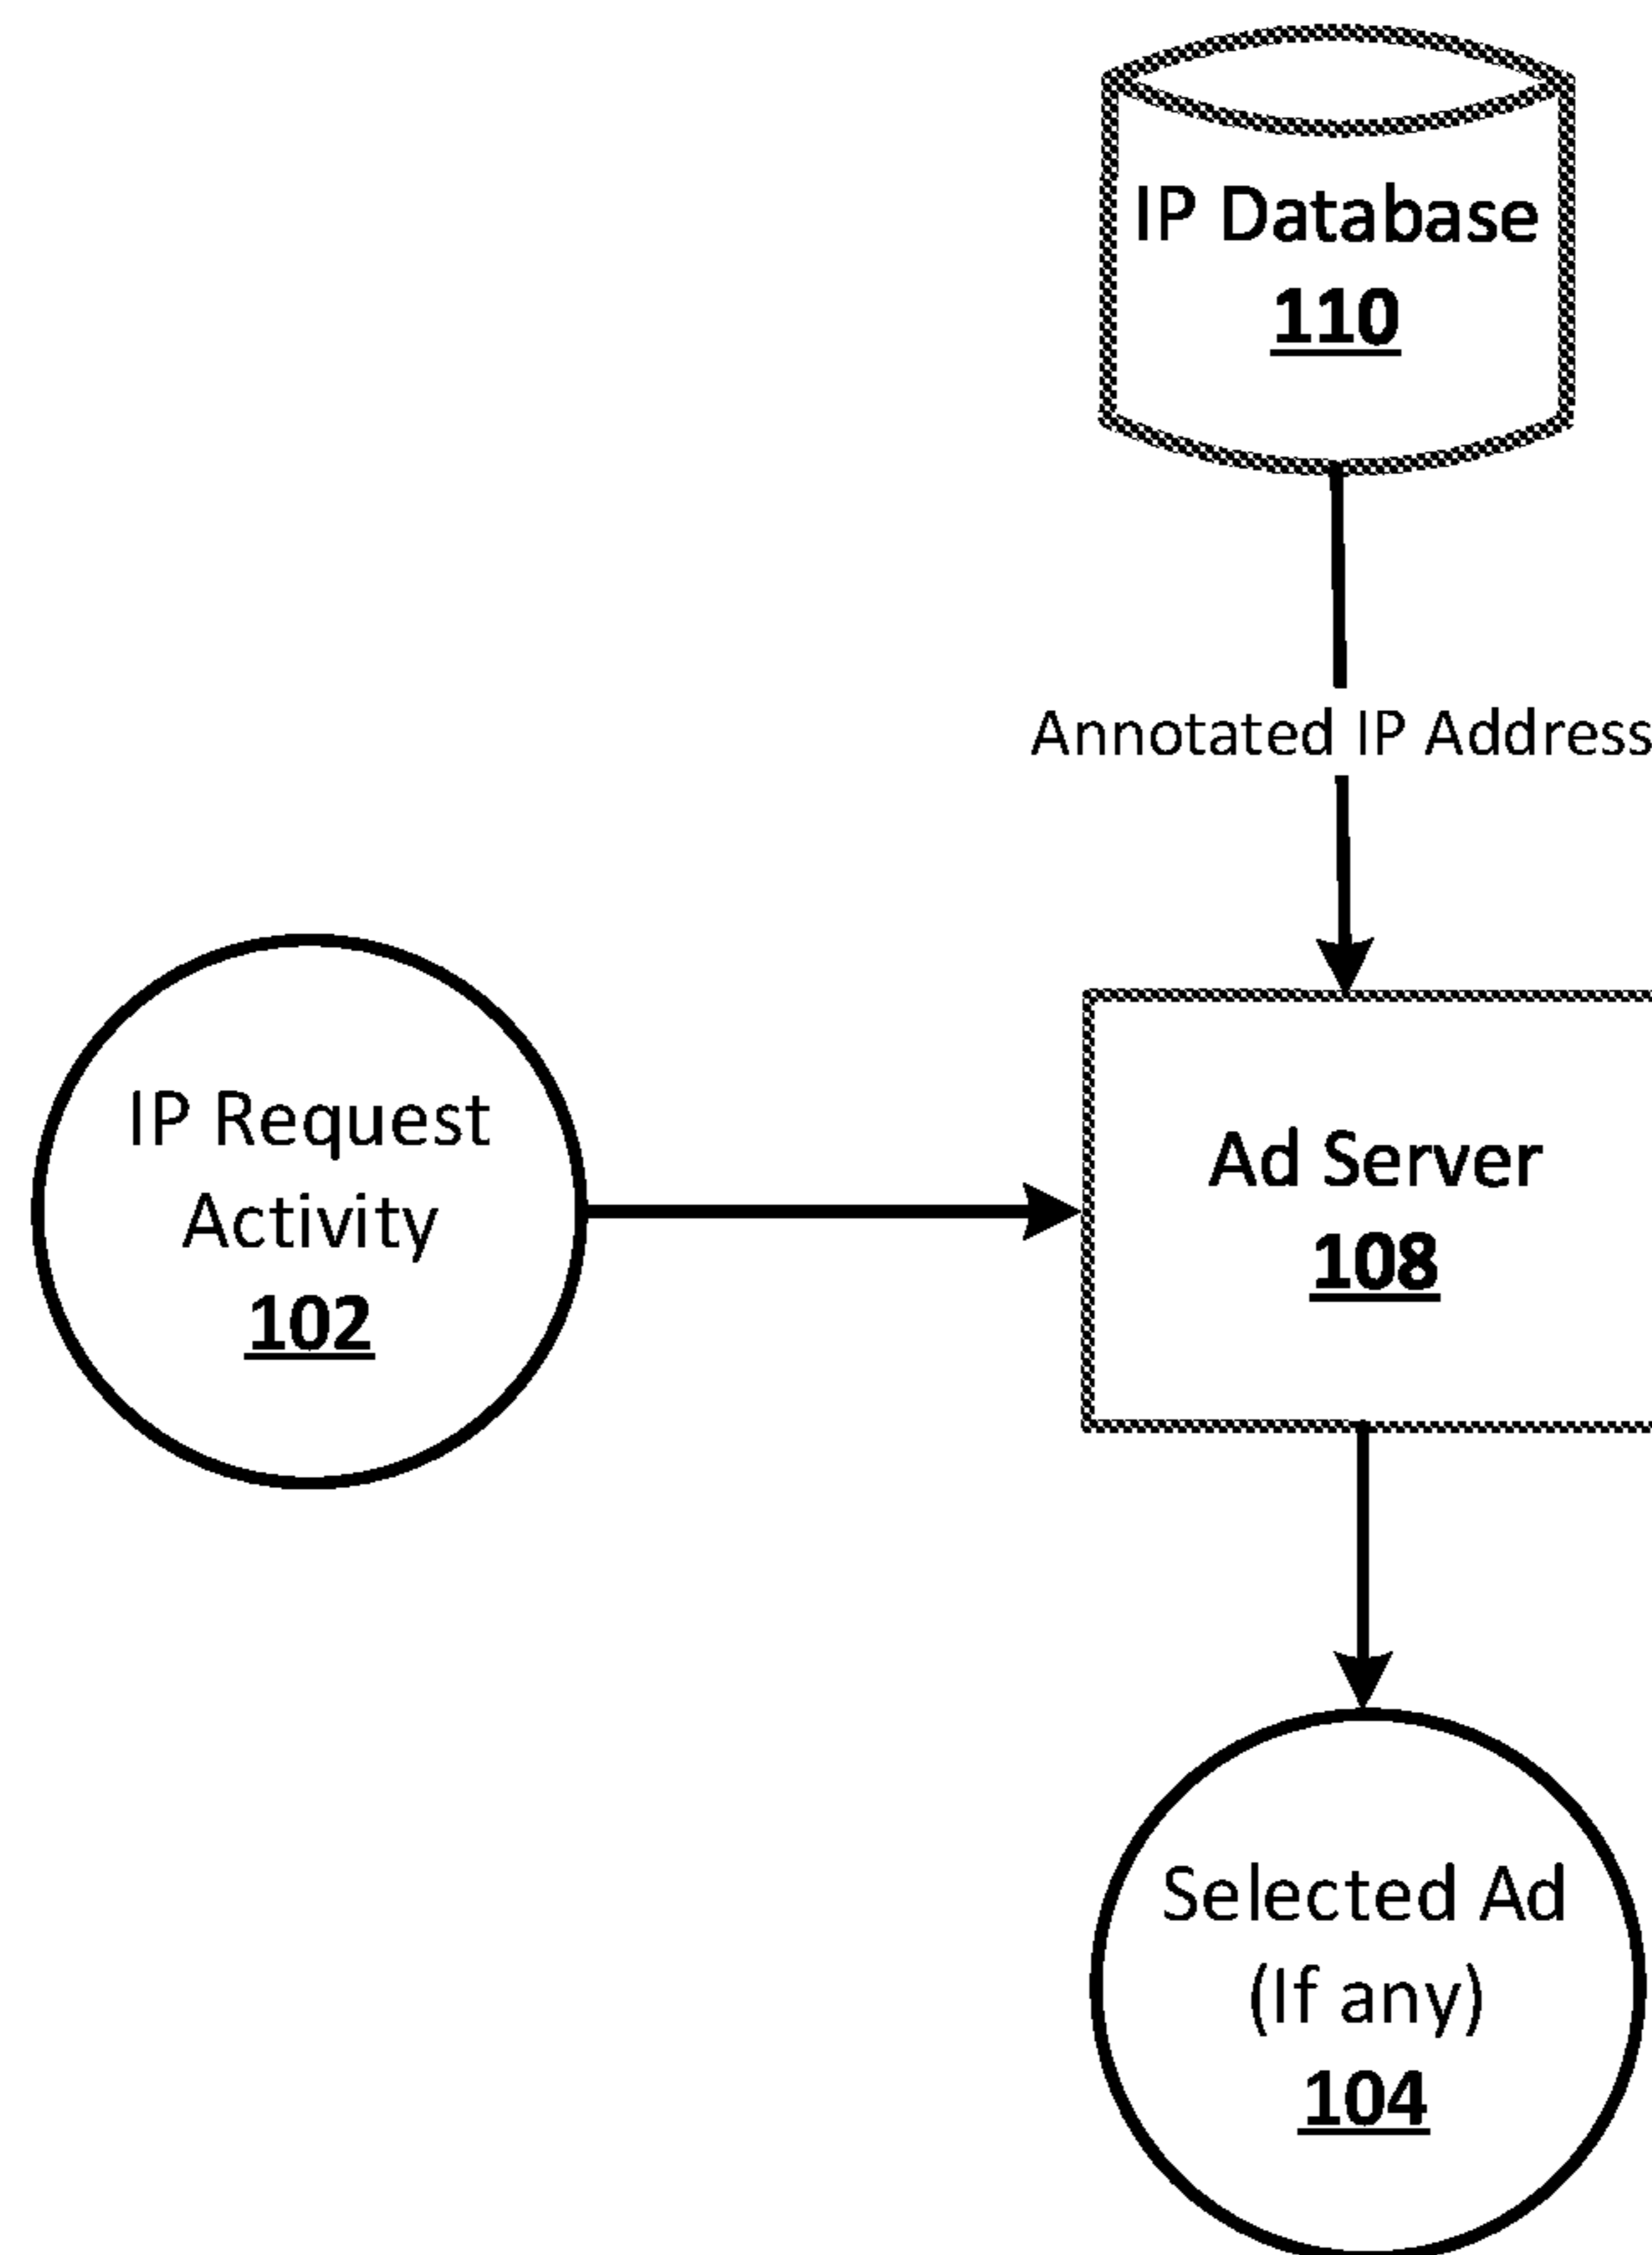 IP Database
110
Annotated IP Address
IP Request
Activity
102
Ad Server
108
Selected Ad
(If any)
104